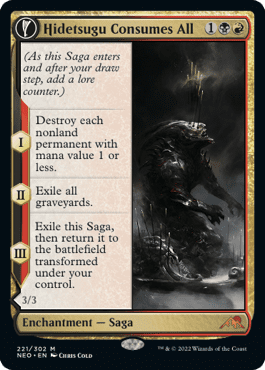 Hidetsugu Consumes All 1
(As this Saga enters
and after your draw
step, add a lore
counter.)
I
Destroy each
nonland
permanent with
mana value 1 or
less.
II
Exile all
graveyards.
III
Exile this Saga,
then return it to
the battlefield
transformed
under your
control.
3/3
Enchantment — Saga
221/302 M
NEO • EN Chris Cold
™ & © 2022 Wizards of the Coast